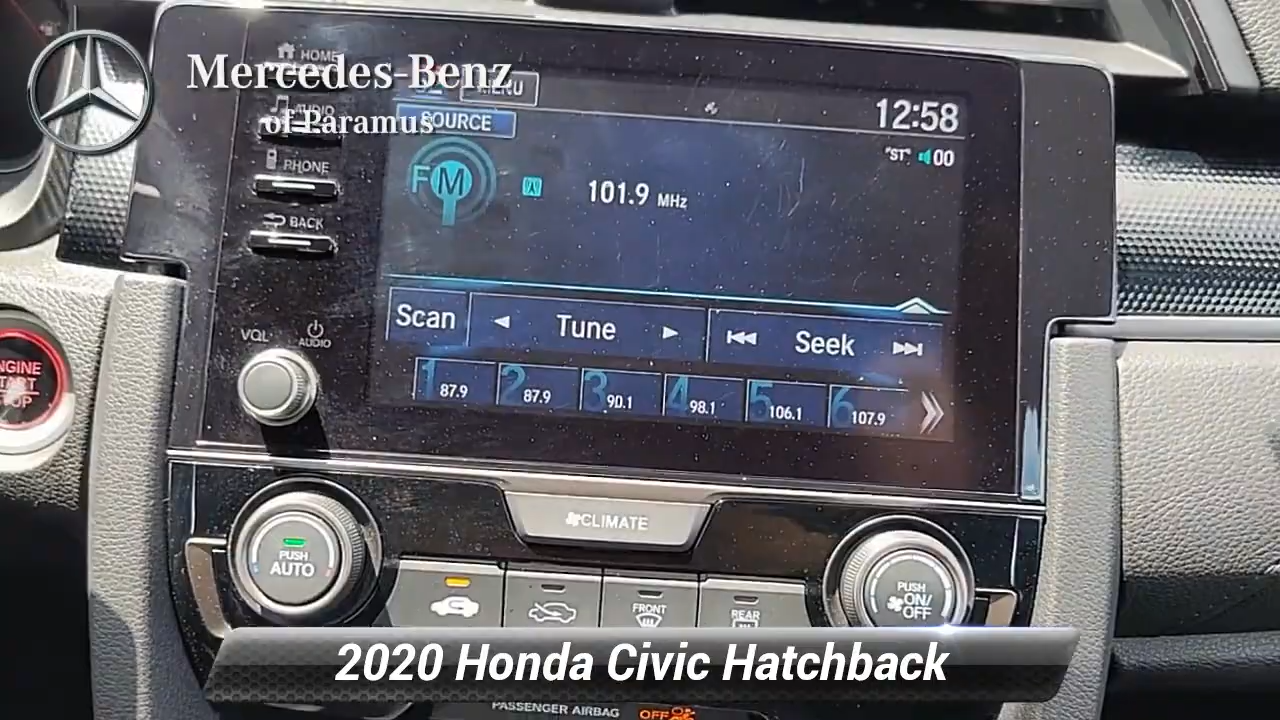 HOME
Mercedes-Benz
MENU
AUDIO
of Paramus
SOURCE
12:58
"ST" 00
PHONE
FM 101.9 MHz
BACK
Scan Tune Seek
VOL AUDIO
1 87.9 2 87.9 3 90.1 4 98.1 5 106.1 6 107.9
ENGINE
START
STOP
CLIMATE
PUSH
AUTO
FRONT
REAR
PUSH
ON/
OFF
2020 Honda Civic Hatchback
PASSENGER AIRBAG OFF